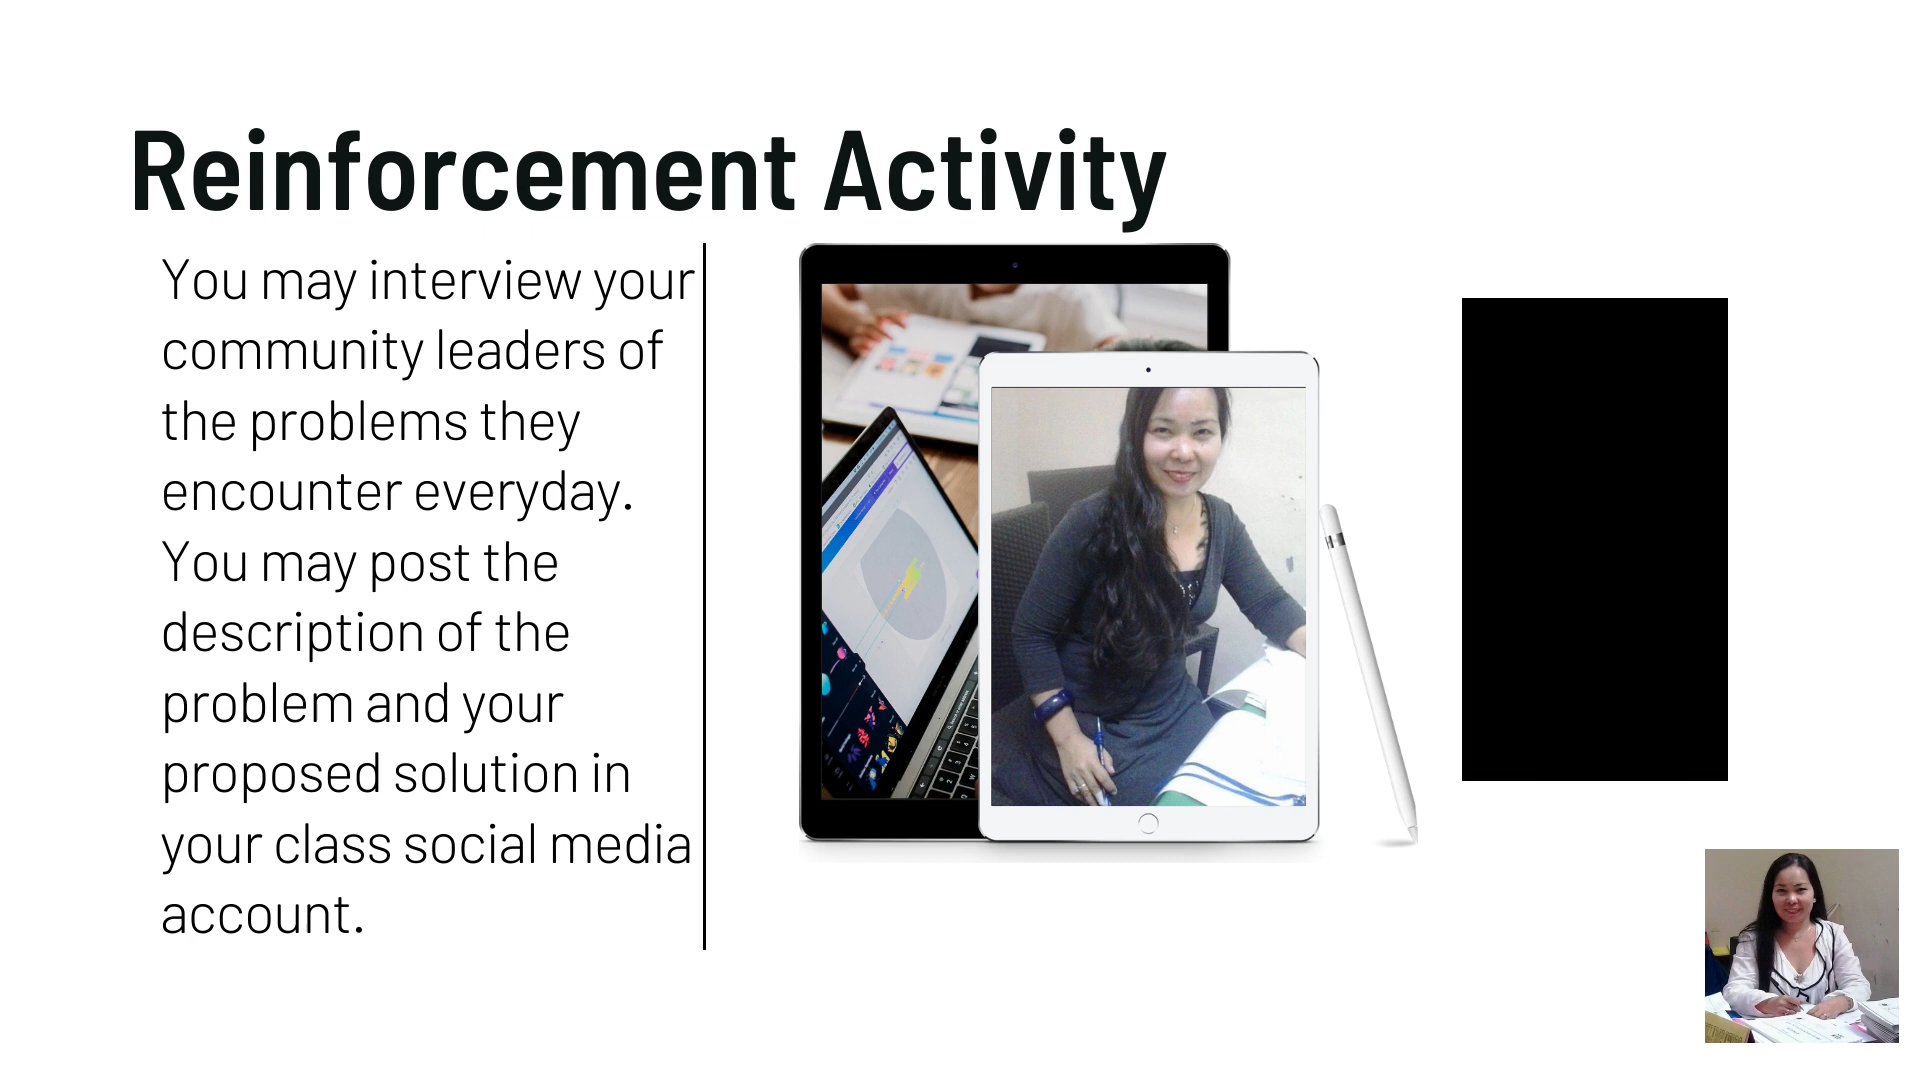 Reinforcement Activity
You may interview your
community leaders of
the problems they
encounter everyday.
You may post the
description of the
problem and your
proposed solution in
your class social media
account.